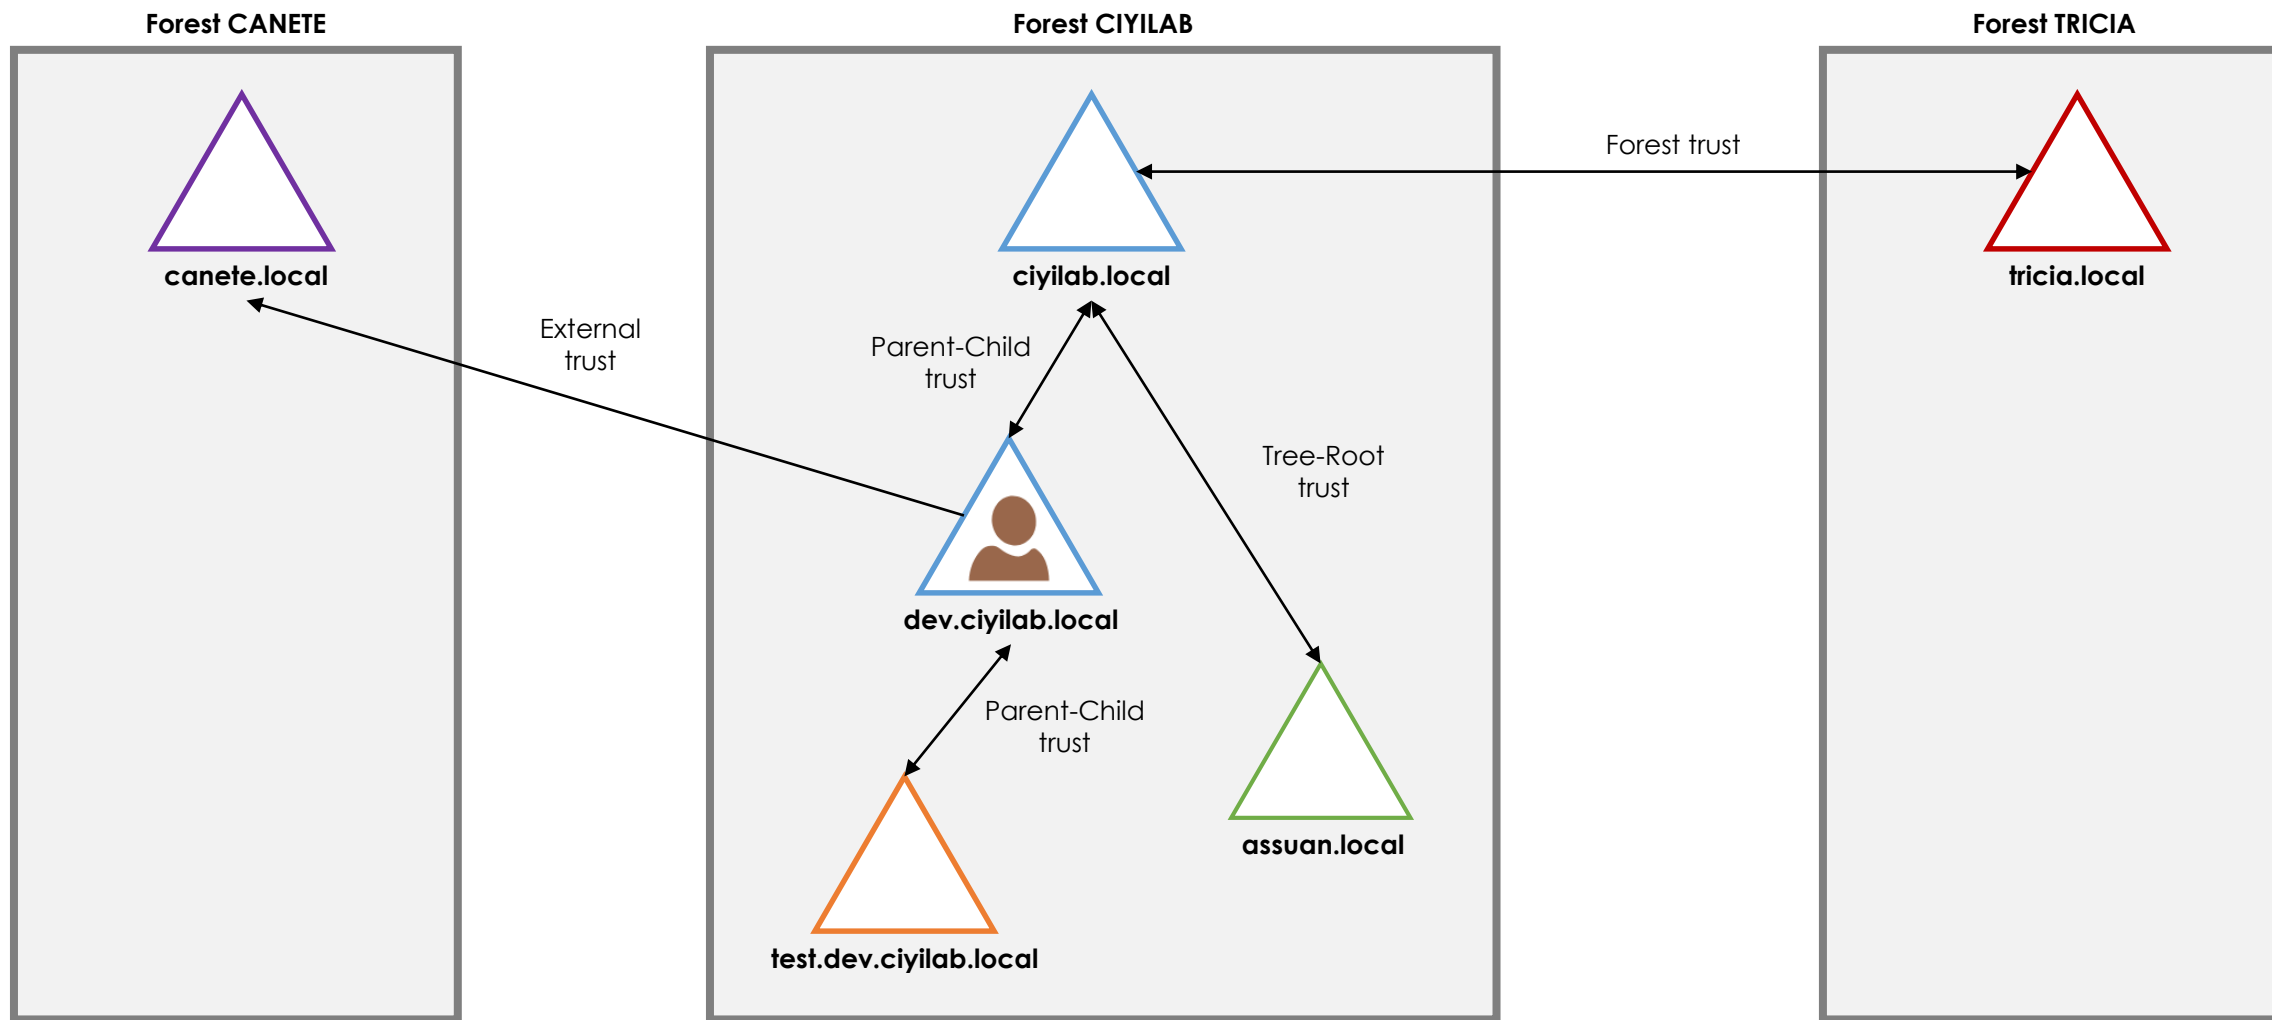 Forest CANETE
Forest CIYILAB
Forest TRICIA
Forest trust
canete.local
ciyilab.local
tricia.local
External
trust
Parent-Child
trust
Tree-Root
trust
dev.ciyilab.local
Parent-Child
trust
assuan.local
test.dev.ciyilab.local